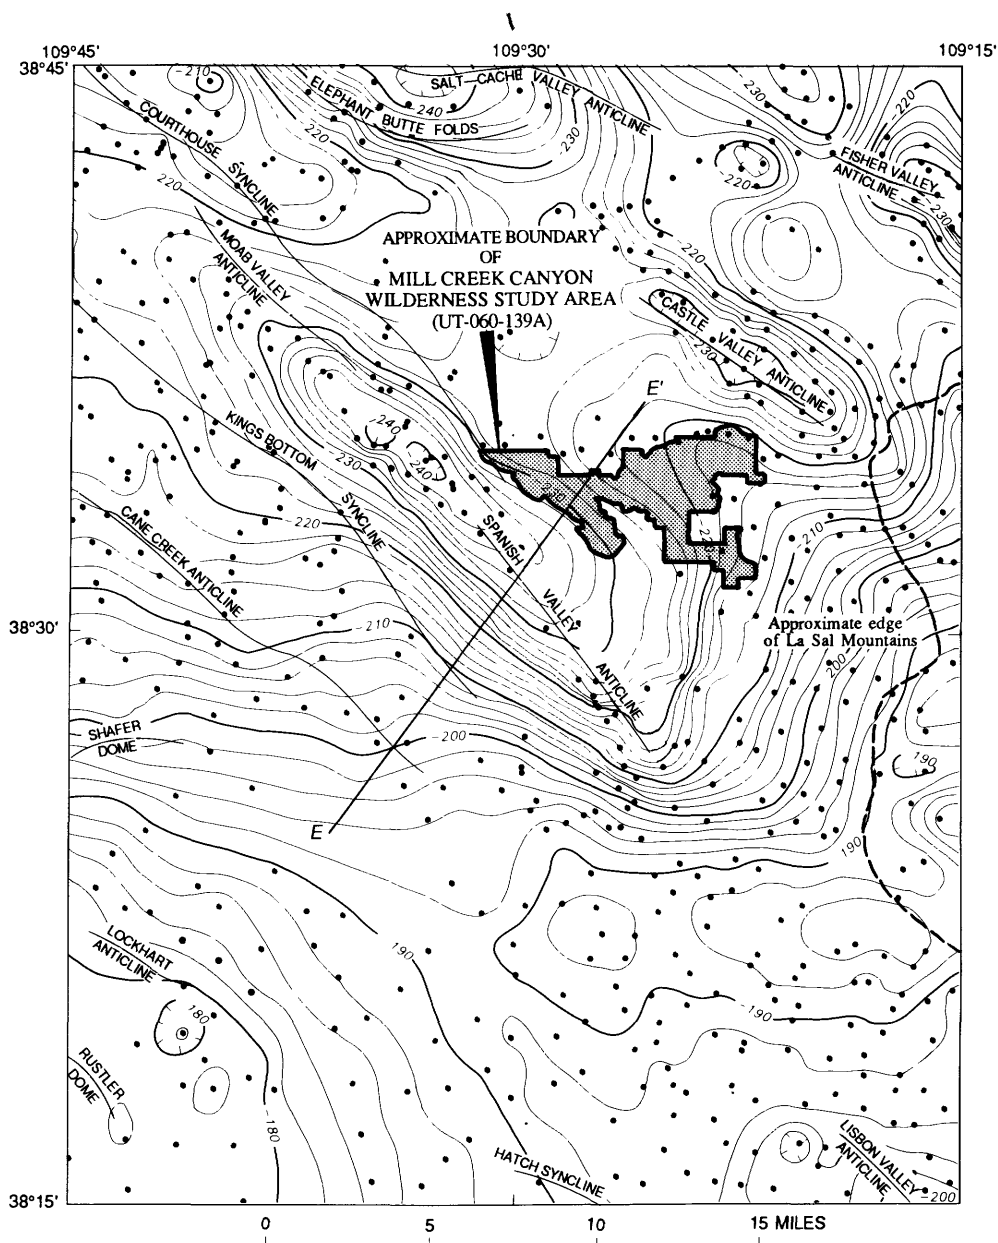 109°45'
109°30'
109°15'
38°45'
-210
SALT-CACHE VALLEY ANTICLINE
ELEPHANT BUTTE FOLDS
-240
-230
-220
COURTHOUSE SYNCLINE
-220
-230
-220
FISHER VALLEY
ANTICLINE
-220
-230
APPROXIMATE BOUNDARY
OF
MILL CREEK CANYON
WILDERNESS STUDY AREA
(UT-060-139A)
MOAB VALLEY
ANTICLINE
-220
CASTLE VALLEY ANTICLINE
-230
E'
KINGS BOTTOM
SYNCLINE
-240
-230
240
-220
SPANISH VALLEY ANTICLINE
CANE CREEK ANTICLINE
-220
-210
38°30'
-210
Approximate edge
of La Sal Mountains
200
SHAFER
DOME
-200
190
E
190
190
LOCKHART
ANTICLINE
180
-190
RUSTLER
DOME
-180
HATCH SYNCLINE
LISBON VALLEY
ANTICLINE
-200
38°15'
0 5 10 15 MILES